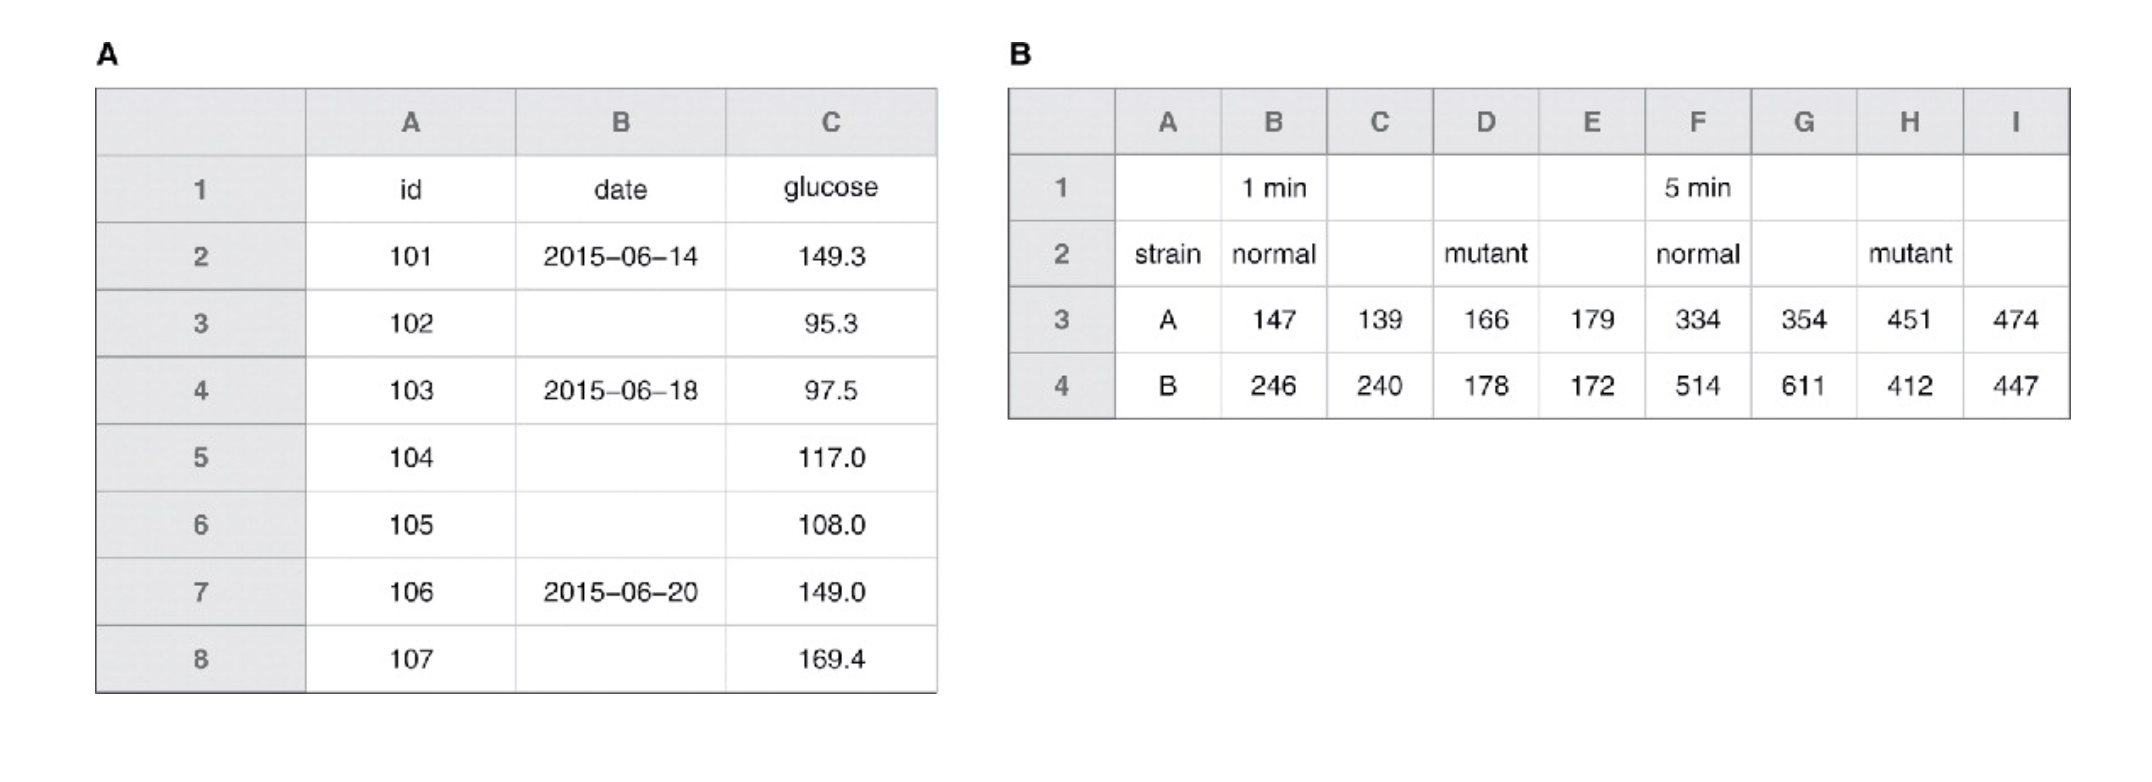 A
A B C
1 id date glucose
2 101 2015–06–14 149.3
3 102 95.3
4 103 2015–06–18 97.5
5 104 117.0
6 105 108.0
7 106 2015–06–20 149.0
8 107 169.4
B
A B C D E F G H I
1 1 min 5 min
2 strain normal mutant normal mutant
3 A 147 139 166 179 334 354 451 474
4 B 246 240 178 172 514 611 412 447